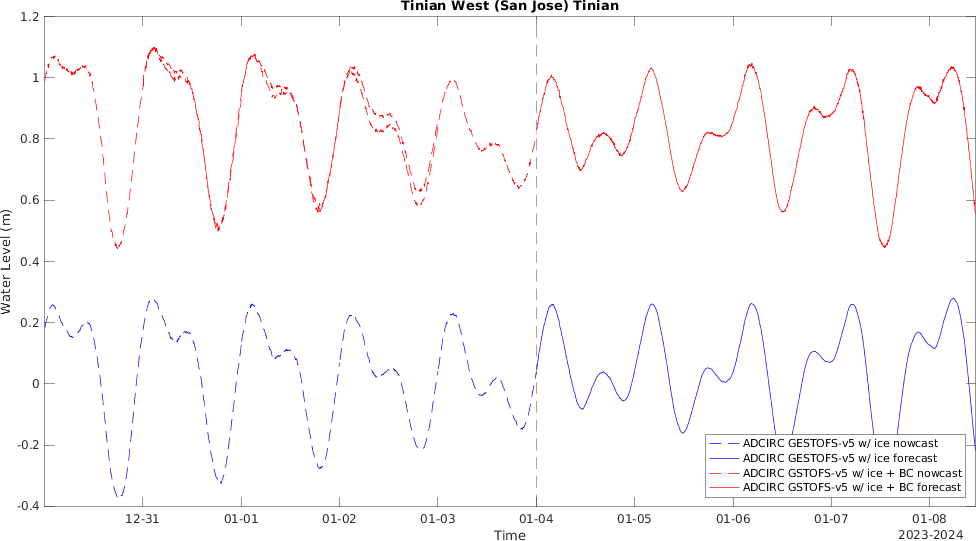 Tinian West (San Jose) Tinian
1.2
1
0.8
0.6
0.4
0.2
0
-0.2
-0.4
Water Level (m)
12-31
01-01
01-02
01-03
01-04
01-05
01-06
01-07
01-08
Time
2023-2024
ADCIRC GESTOFS-v5 w/ ice nowcast
ADCIRC GESTOFS-v5 w/ ice forecast
ADCIRC GSTOFS-v5 w/ ice + BC nowcast
ADCIRC GSTOFS-v5 w/ ice + BC forecast